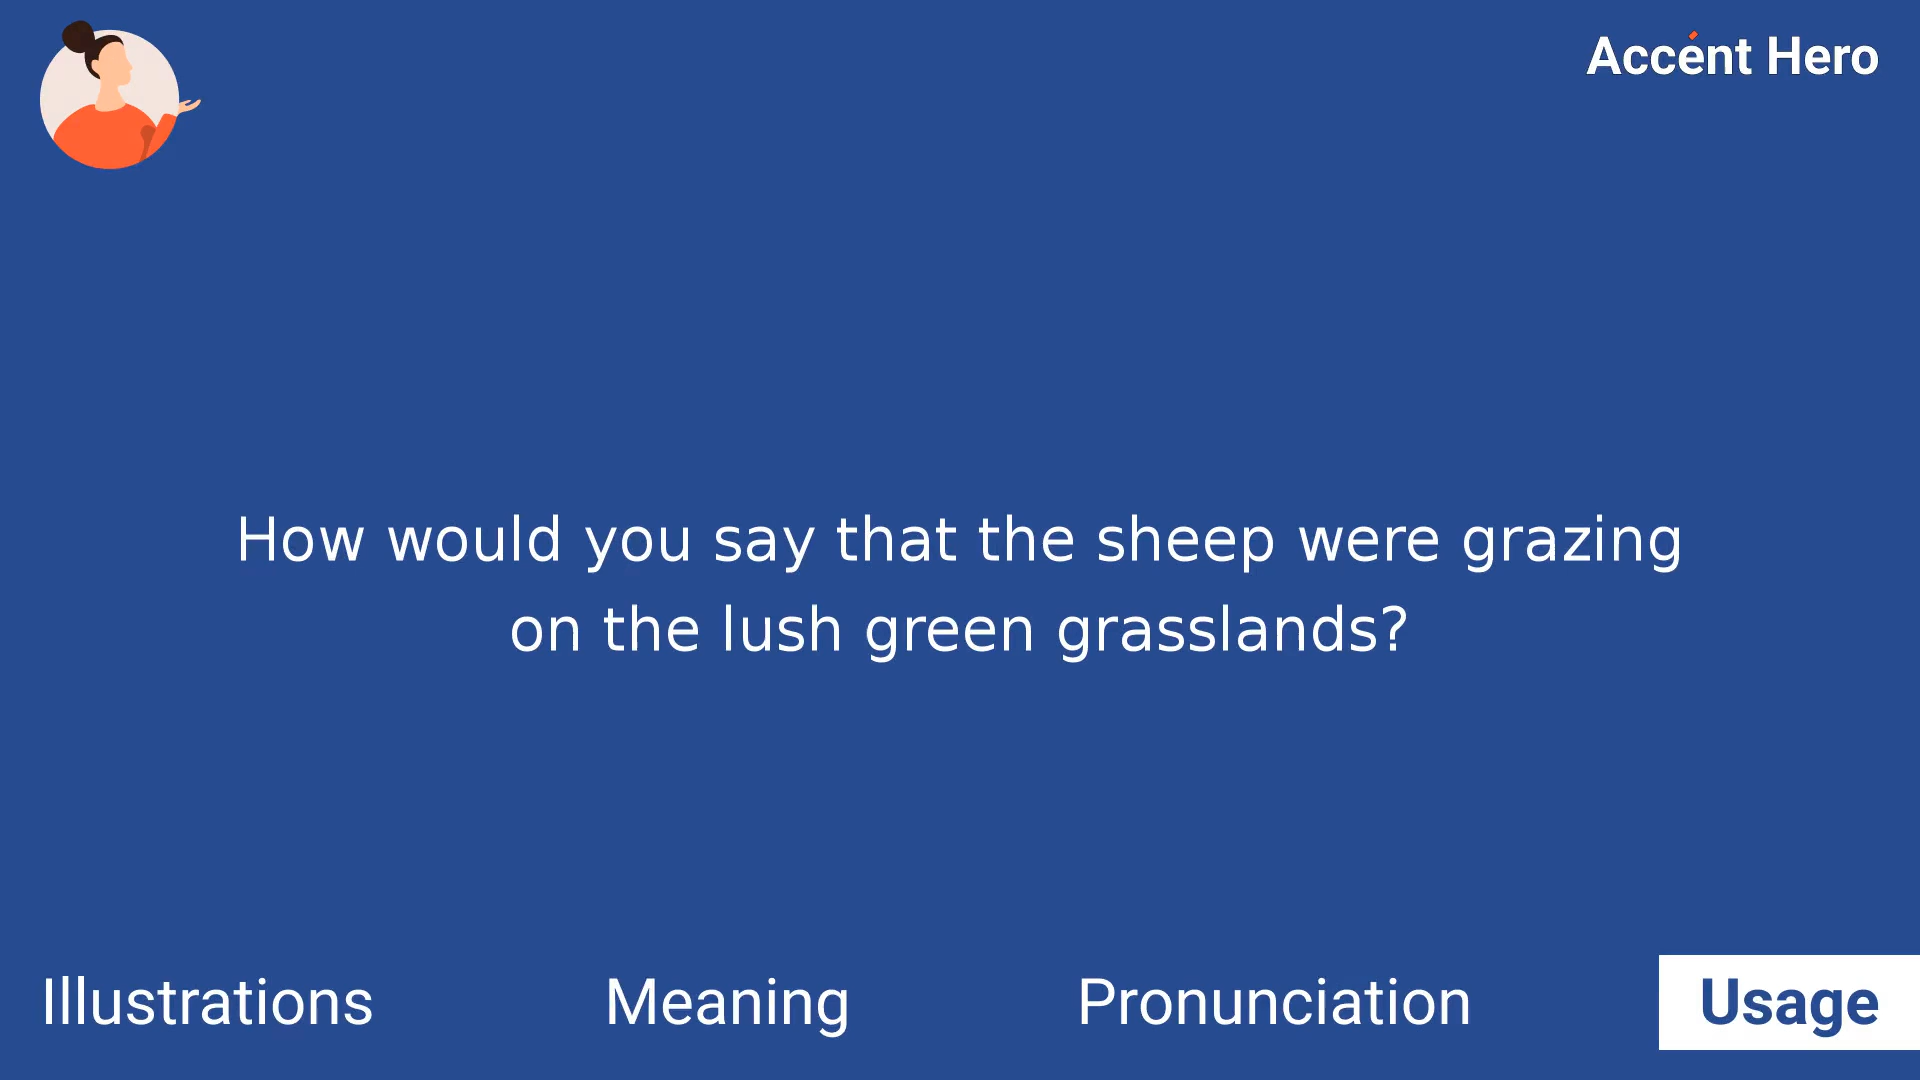 Accént Hero
How would you say that the sheep were grazing
on the lush green grasslands?
Illustrations
Meaning
Pronunciation
Usage